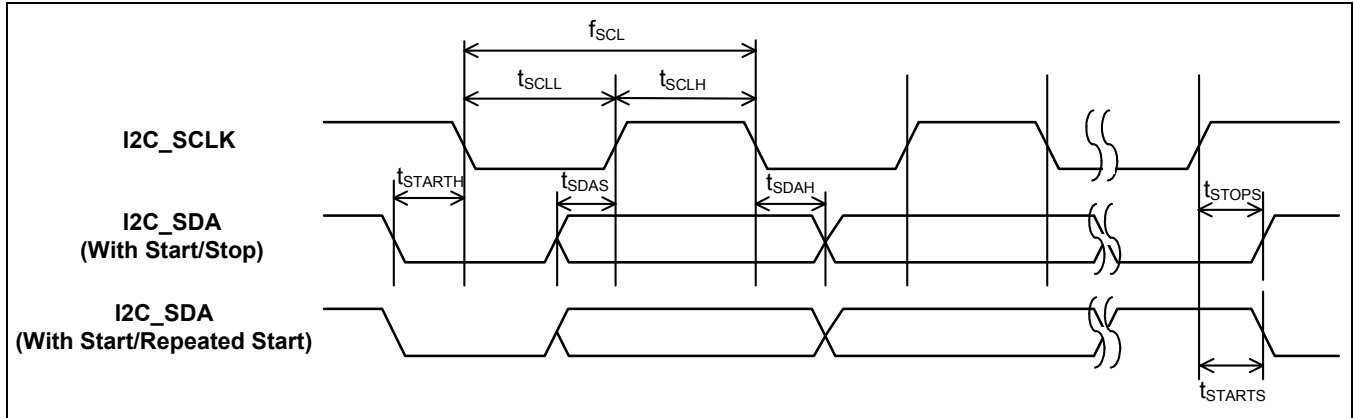 fSCL
tSCLL
tSCLH
I2C_SCLK
tSTARTH
tSDAS
tSDAH
tSTOPS
I2C_SDA
(With Start/Stop)
I2C_SDA
(With Start/Repeated Start)
tSTARTS